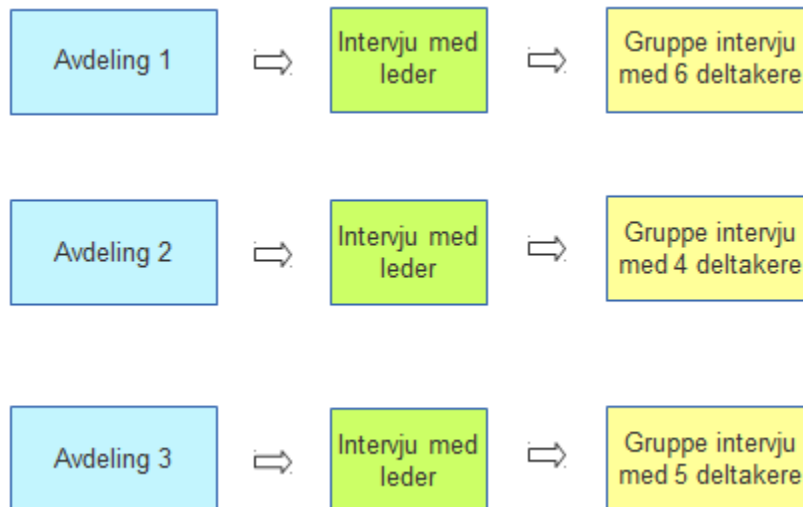 Avdeling 1
Intervju med
leder
Gruppe intervju
med 6 deltakere
Avdeling 2
Intervju med
leder
Gruppe intervju
med 4 deltakere
Avdeling 3
Intervju med
leder
Gruppe intervju
med 5 deltakere